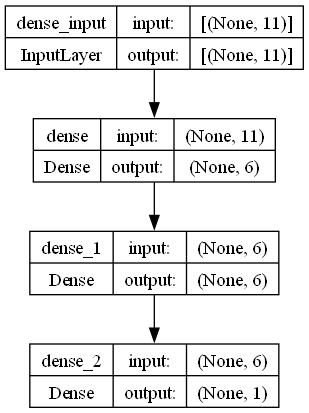 dense_input input: [(None, 11)]
InputLayer output: [(None, 11)]
dense input: (None, 11)
Dense output: (None, 6)
dense_1 input: (None, 6)
Dense output: (None, 6)
dense_2 input: (None, 6)
Dense output: (None, 1)